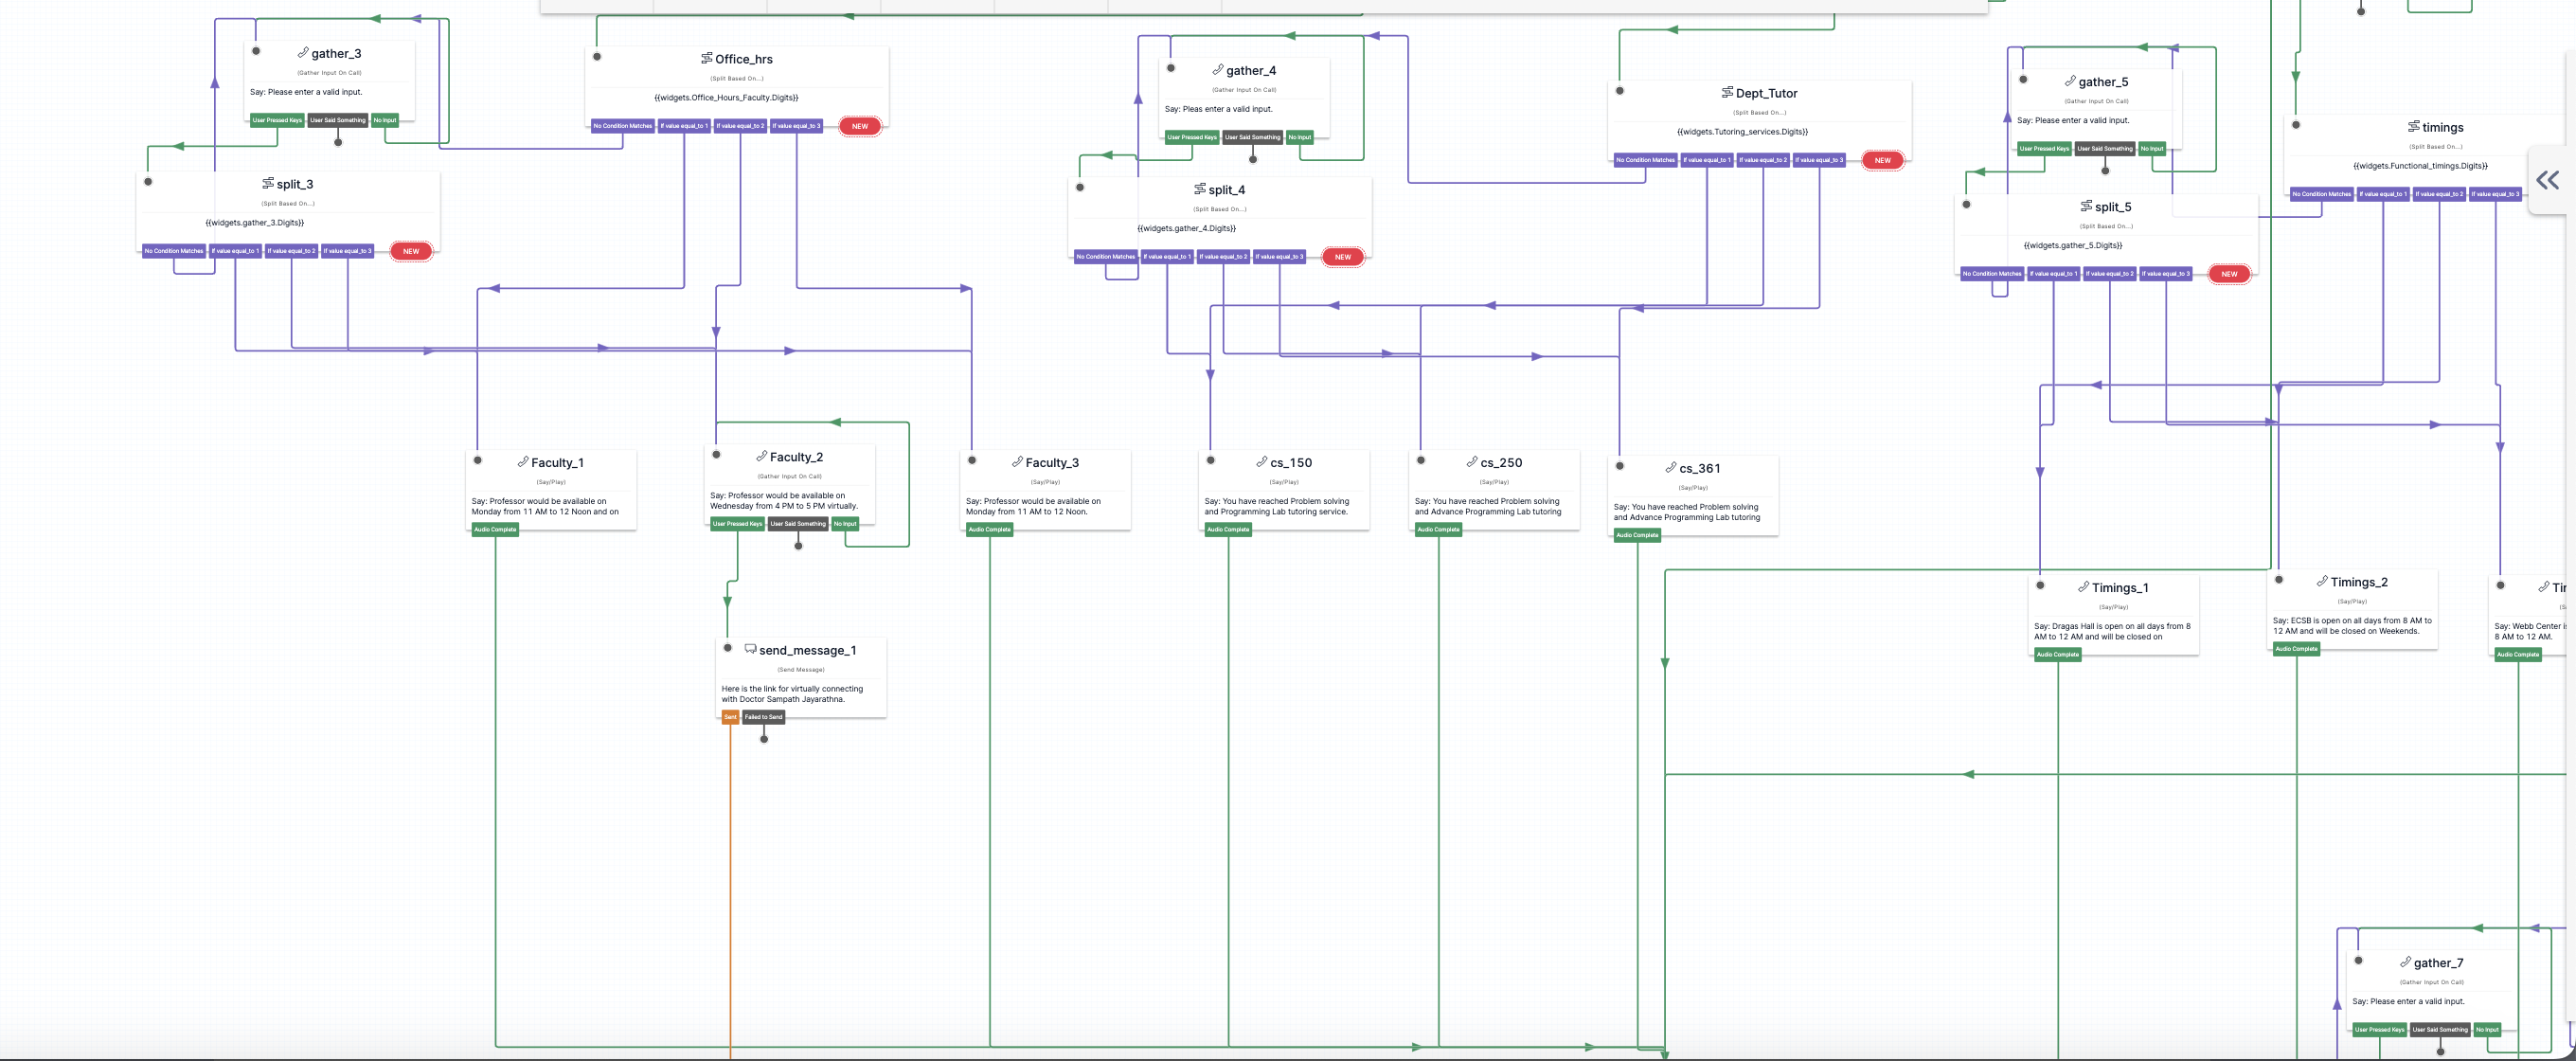 gather_3
(Gather Input On Call)
Say: Please enter a valid input.
User Pressed Keys
User Said Something
No Input
Office_hrs
(Split Based On...)
{{widgets.Office_Hours_Faculty.Digits}}
No Condition Matches
If value equal_to 1
If value equal_to 2
If value equal_to 3
NEW
gather_4
(Gather Input On Call)
Say: Pleas enter a valid input.
User Pressed Keys
User Said Something
No Input
Dept_Tutor
(Split Based On...)
{{widgets.Tutoring_services.Digits}}
No Condition Matches
If value equal_to 1
If value equal_to 2
If value equal_to 3
NEW
gather_5
(Gather Input On Call)
Say: Please enter a valid input.
User Pressed Keys
User Said Something
No Input
timings
(Split Based On...)
{{widgets.Functional_timings.Digits}}
No Condition Matches
If value equal_to 1
If value equal_to 2
If value equal_to 3
split_3
(Split Based On...)
{{widgets.gather_3.Digits}}
No Condition Matches
If value equal_to 1
If value equal_to 2
If value equal_to 3
NEW
split_4
(Split Based On...)
{{widgets.gather_4.Digits}}
No Condition Matches
If value equal_to 1
If value equal_to 2
If value equal_to 3
NEW
split_5
(Split Based On...)
{{widgets.gather_5.Digits}}
No Condition Matches
If value equal_to 1
If value equal_to 2
If value equal_to 3
NEW
Faculty_1
(Say/Play)
Say: Professor would be available on
Monday from 11 AM to 12 Noon and on
Audio Complete
Faculty_2
(Gather Input On Call)
Say: Professor would be available on
Wednesday from 4 PM to 5 PM virtually.
User Pressed Keys
User Said Something
No Input
Faculty_3
(Say/Play)
Say: Professor would be available on
Monday from 11 AM to 12 Noon.
Audio Complete
cs_150
(Say/Play)
Say: You have reached Problem solving
and Programming Lab tutoring service.
Audio Complete
cs_250
(Say/Play)
Say: You have reached Problem solving
and Advance Programming Lab tutoring
Audio Complete
cs_361
(Say/Play)
Say: You have reached Problem solving
and Advance Programming Lab tutoring
Audio Complete
Timings_1
(Say/Play)
Say: Dragas Hall is open on all days from 8
AM to 12 AM and will be closed on
Audio Complete
Timings_2
(Say/Play)
Say: ECSB is open on all days from 8 AM to
12 AM and will be closed on Weekends.
Audio Complete
Tir
(S
Say: Webb Center is
8 AM to 12 AM.
Audio Complete
send_message_1
(Send Message)
Here is the link for virtually connecting
with Doctor Sampath Jayarathna.
Sent
Failed to Send
gather_7
(Gather Input On Call)
Say: Please enter a valid input.
User Pressed Keys
User Said Something
No Input